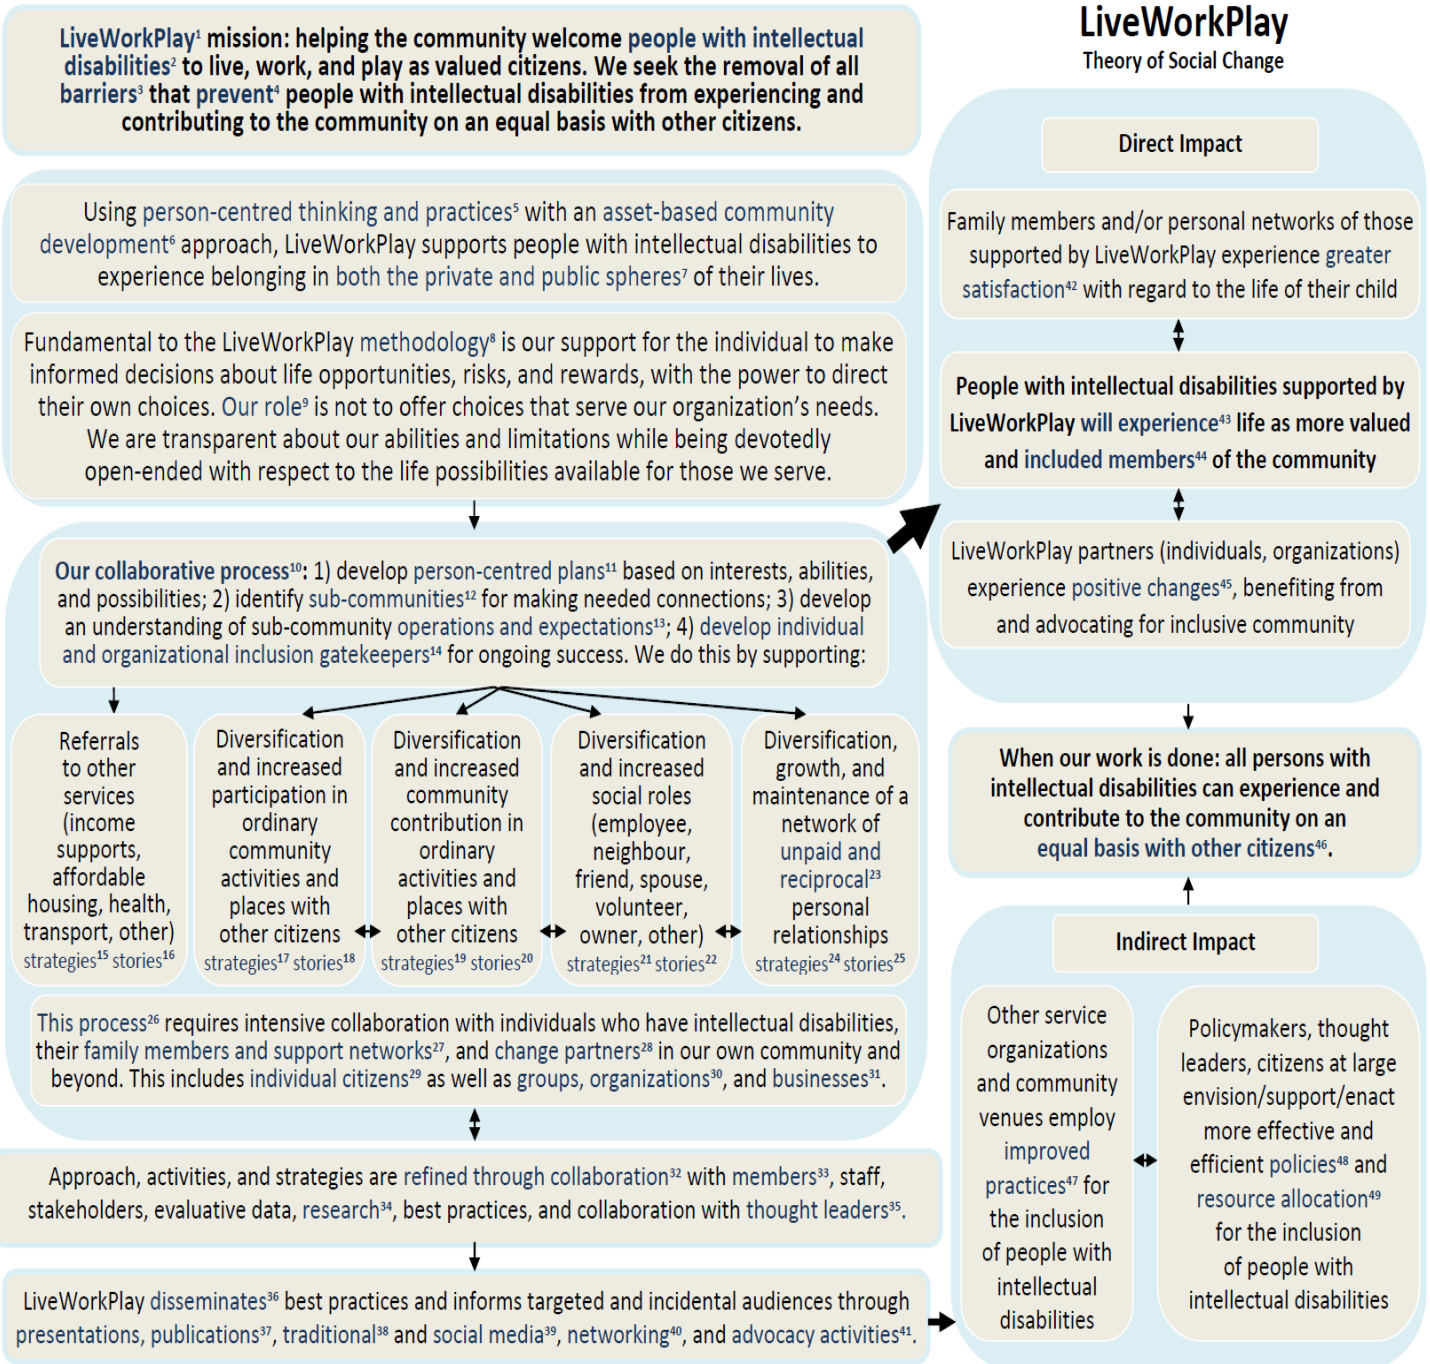 LiveWorkPlay¹ mission: helping the community welcome people with intellectual
disabilities² to live, work, and play as valued citizens. We seek the removal of all
barriers³ that prevent⁴ people with intellectual disabilities from experiencing and
contributing to the community on an equal basis with other citizens.
Using person-centred thinking and practices⁵ with an asset-based community
development⁶ approach, LiveWorkPlay supports people with intellectual disabilities to
experience belonging in both the private and public spheres⁷ of their lives.
Fundamental to the LiveWorkPlay methodology⁸ is our support for the individual to make
informed decisions about life opportunities, risks, and rewards, with the power to direct
their own choices. Our role⁹ is not to offer choices that serve our organization's needs.
We are transparent about our abilities and limitations while being devotedly
open-ended with respect to the life possibilities available for those we serve.
Our collaborative process¹⁰: 1) develop person-centred plans¹¹ based on interests, abilities,
and possibilities; 2) identify sub-communities¹² for making needed connections; 3) develop
an understanding of sub-community operations and expectations¹³; 4) develop individual
and organizational inclusion gatekeepers¹⁴ for ongoing success. We do this by supporting:
Referrals
to other
services
(income
supports,
affordable
housing, health,
transport, other)
strategies¹⁵ stories¹⁶
Diversification
and increased
participation in
ordinary
community
activities and
places with
other citizens
strategies¹⁷ stories¹⁸
Diversification
and increased
community
contribution in
ordinary
activities and
places with
other citizens
strategies¹⁹ stories²⁰
Diversification
and increased
social roles
(employee,
neighbour,
friend, spouse,
volunteer,
owner, other)
strategies²¹ stories²²
Diversification,
growth, and
maintenance of a
network of
unpaid and
reciprocal²³
personal
relationships
strategies²⁴ stories²⁵
This process²⁶ requires intensive collaboration with individuals who have intellectual disabilities,
their family members and support networks²⁷, and change partners²⁸ in our own community and
beyond. This includes individual citizens²⁹ as well as groups, organizations³⁰, and businesses³¹.
Approach, activities, and strategies are refined through collaboration³² with members³³, staff,
stakeholders, evaluative data, research³⁴, best practices, and collaboration with thought leaders³⁵.
LiveWorkPlay disseminates³⁶ best practices and informs targeted and incidental audiences through
presentations, publications³⁷, traditional³⁸ and social media³⁹, networking⁴⁰, and advocacy activities⁴¹.
LiveWorkPlay
Theory of Social Change
Direct Impact
Family members and/or personal networks of those
supported by LiveWorkPlay experience greater
satisfaction⁴² with regard to the life of their child
People with intellectual disabilities supported by
LiveWorkPlay will experience⁴³ life as more valued
and included members⁴⁴ of the community
LiveWorkPlay partners (individuals, organizations)
experience positive changes⁴⁵, benefiting from
and advocating for inclusive community
When our work is done: all persons with
intellectual disabilities can experience and
contribute to the community on an
equal basis with other citizens⁴⁶.
Indirect Impact
Other service
organizations
and community
venues employ
improved
practices⁴⁷ for
the inclusion
of people with
intellectual
disabilities
Policymakers, thought
leaders, citizens at large
envision/support/enact
more effective and
efficient policies⁴⁸ and
resource allocation⁴⁹
for the inclusion
of people with
intellectual disabilities